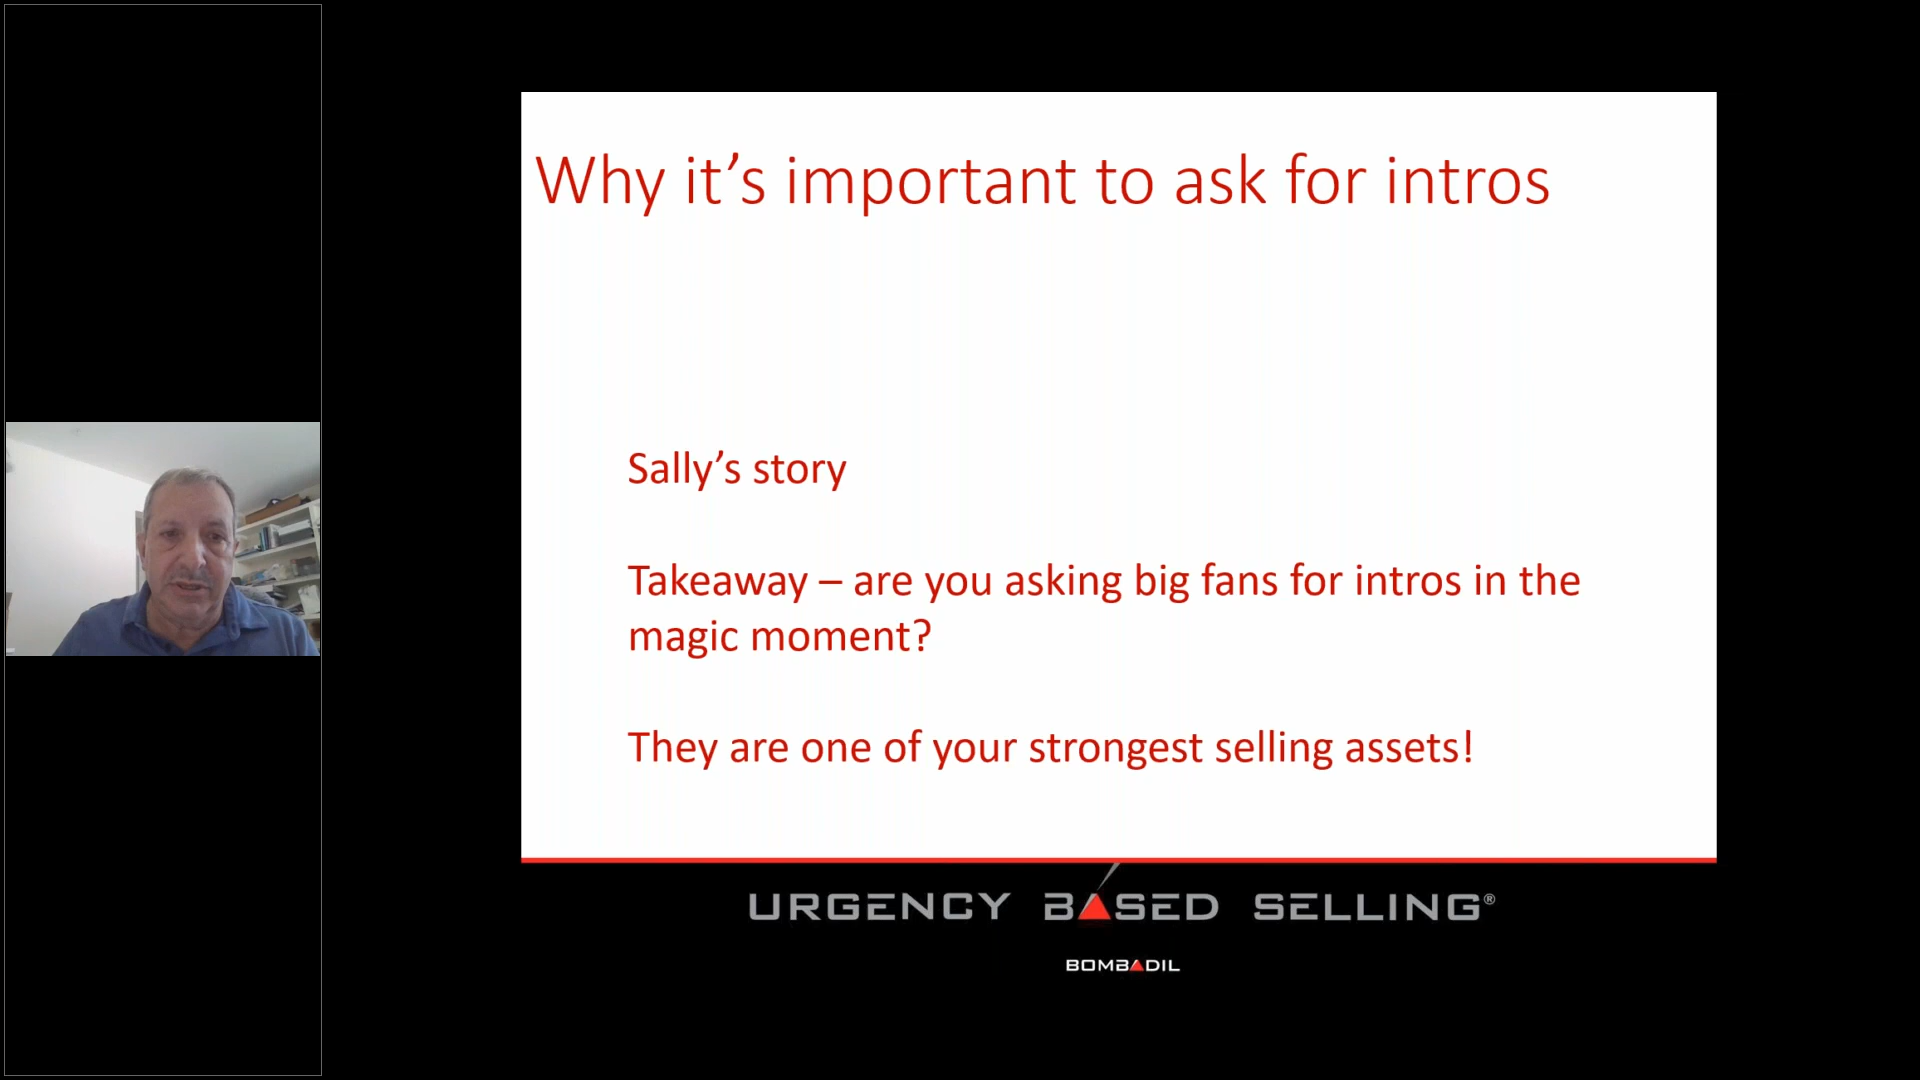 Why it’s important to ask for intros
Sally’s story
Takeaway – are you asking big fans for intros in the
magic moment?
They are one of your strongest selling assets!
URGENCY BASED SELLING®
BOMBADIL